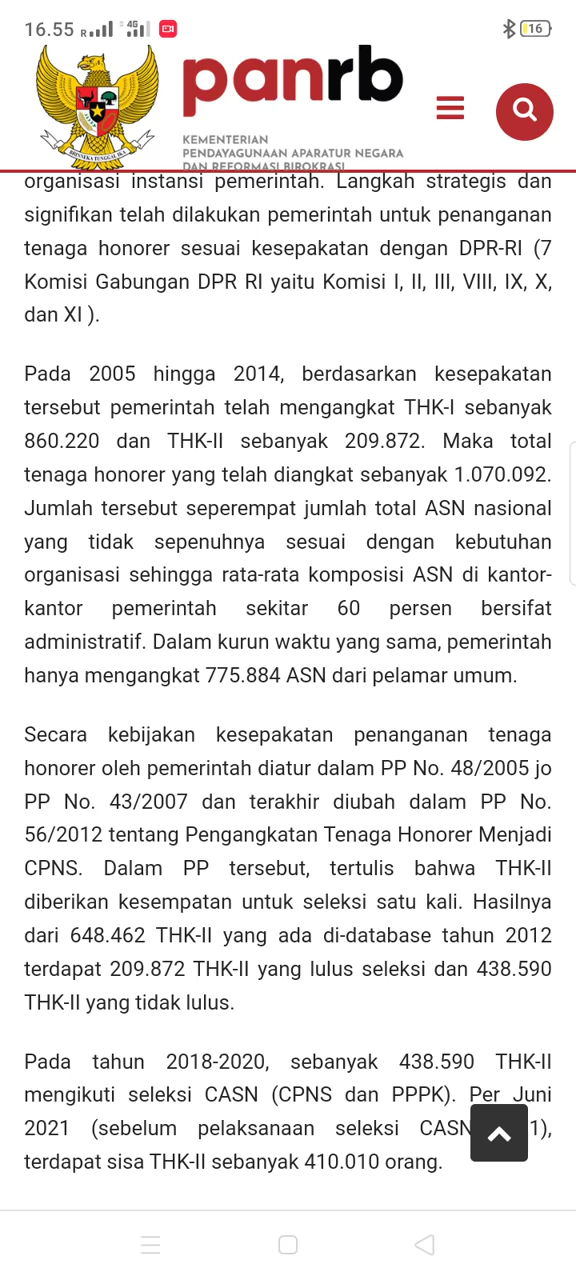 16.55 R 4G 16
panrb
KEMENTERIAN
PENDAYAGUNAAN APARATUR NEGARA
DAN REFORMASI BIROKRASI
BHINNEKA TUNGGAL IKA
organisasi instansi pemerintah. Langkah strategis dan
signifikan telah dilakukan pemerintah untuk penanganan
tenaga honorer sesuai kesepakatan dengan DPR-RI (7
Komisi Gabungan DPR RI yaitu Komisi I, II, III, VIII, IX, X,
dan XI ).
Pada 2005 hingga 2014, berdasarkan kesepakatan
tersebut pemerintah telah mengangkat THK-I sebanyak
860.220 dan THK-II sebanyak 209.872. Maka total
tenaga honorer yang telah diangkat sebanyak 1.070.092.
Jumlah tersebut seperempat jumlah total ASN nasional
yang tidak sepenuhnya sesuai dengan kebutuhan
organisasi sehingga rata-rata komposisi ASN di kantor-
kantor pemerintah sekitar 60 persen bersifat
administratif. Dalam kurun waktu yang sama, pemerintah
hanya mengangkat 775.884 ASN dari pelamar umum.
Secara kebijakan kesepakatan penanganan tenaga
honorer oleh pemerintah diatur dalam PP No. 48/2005 jo
PP No. 43/2007 dan terakhir diubah dalam PP No.
56/2012 tentang Pengangkatan Tenaga Honorer Menjadi
CPNS. Dalam PP tersebut, tertulis bahwa THK-II
diberikan kesempatan untuk seleksi satu kali. Hasilnya
dari 648.462 THK-II yang ada di-database tahun 2012
terdapat 209.872 THK-II yang lulus seleksi dan 438.590
THK-II yang tidak lulus.
Pada tahun 2018-2020, sebanyak 438.590 THK-II
mengikuti seleksi CASN (CPNS dan PPPK). Per Juni
2021 (sebelum pelaksanaan seleksi CASN 1),
terdapat sisa THK-II sebanyak 410.010 orang.